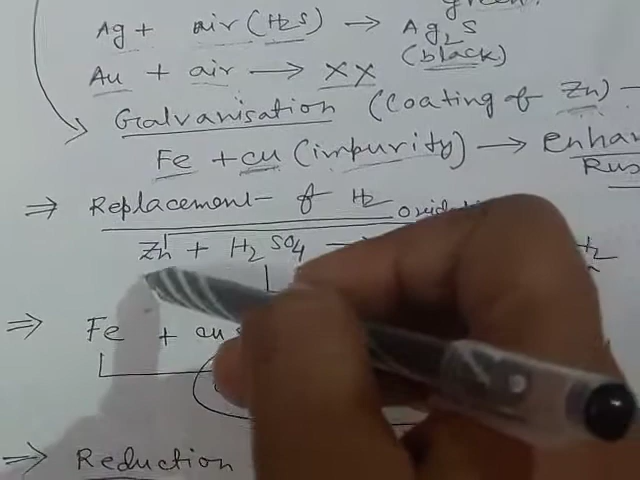 green.
Ag + air (H2S) → Ag2S
(black)
Au + air → XX
Galvanisation (Coating of Zn) -
Fe + cu (impurity) → Enhan
Rus
⇒ Replacement of H2
Zn + H2SO4 →
⇒ Fe + cu
⇒ Reduction